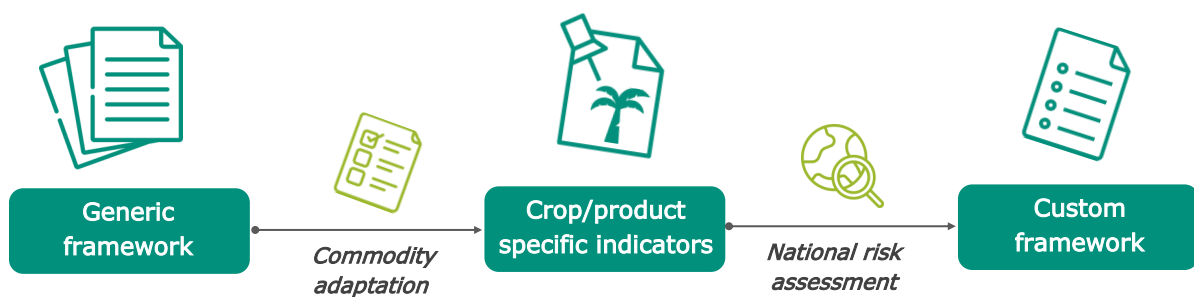 Generic
framework
Commodity
adaptation
Crop/product
specific indicators
National risk
assessment
Custom
framework